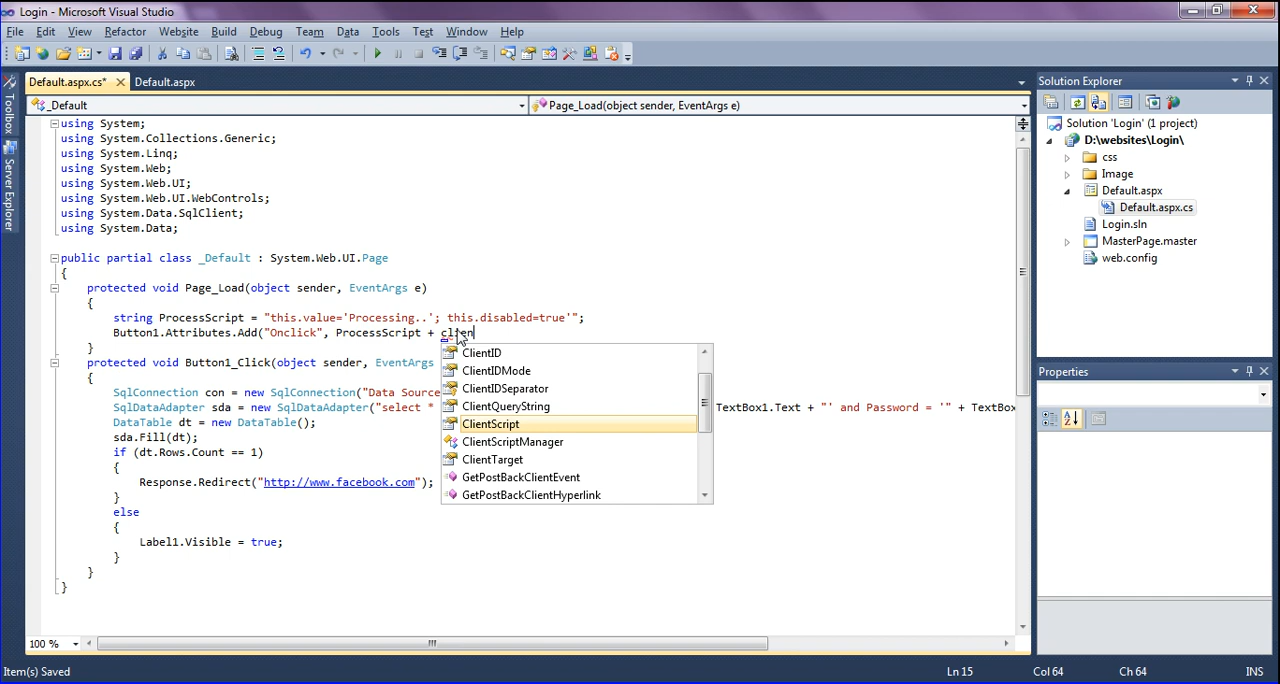 Login - Microsoft Visual Studio
File Edit View Refactor Website Build Debug Team Data Tools Test Window Help
Default.aspx.cs* Default.aspx
_Default Page_Load(object sender, EventArgs e)
Toolbox
Server Explorer
using System;
using System.Collections.Generic;
using System.Linq;
using System.Web;
using System.Web.UI;
using System.Web.UI.WebControls;
using System.Data.SqlClient;
using System.Data;
public partial class _Default : System.Web.UI.Page
{
protected void Page_Load(object sender, EventArgs e)
{
string ProcessScript = "this.value='Processing..'; this.disabled=true'";
Button1.Attributes.Add("Onclick", ProcessScript + clien
}
protected void Button1_Click(object sender, EventArgs
{
SqlConnection con = new SqlConnection("Data Source
SqlDataAdapter sda = new SqlDataAdapter("select * TextBox1.Text + "' and Password = '" + TextBox
DataTable dt = new DataTable();
sda.Fill(dt);
if (dt.Rows.Count == 1)
{
Response.Redirect("http://www.facebook.com");
}
else
{
Label1.Visible = true;
}
}
}
ClientID
ClientIDMode
ClientIDSeparator
ClientQueryString
ClientScript
ClientScriptManager
ClientTarget
GetPostBackClientEvent
GetPostBackClientHyperlink
Solution Explorer
Solution 'Login' (1 project)
D:\websites\Login\
css
Image
Default.aspx
Default.aspx.cs
Login.sln
MasterPage.master
web.config
Properties
100 %
Item(s) Saved Ln 15 Col 64 Ch 64 INS